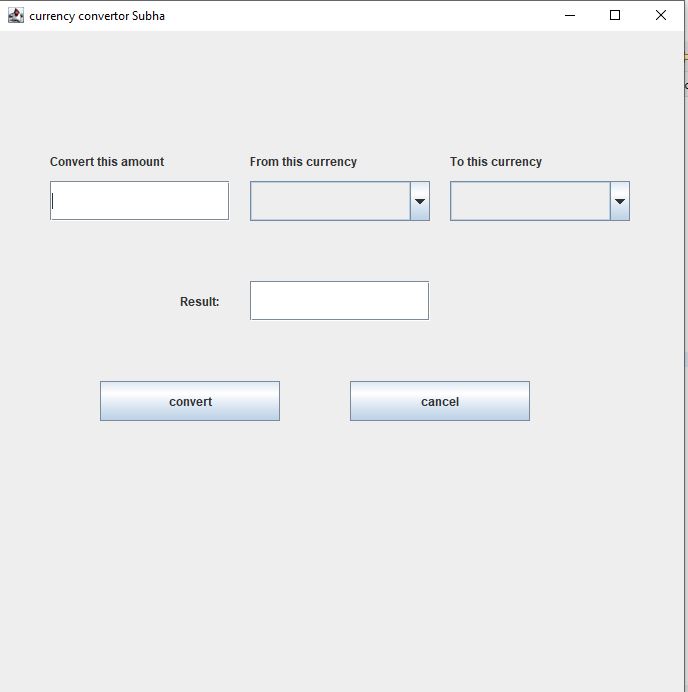 currency convertor Subha
Convert this amount
From this currency
To this currency
Result:
convert
cancel